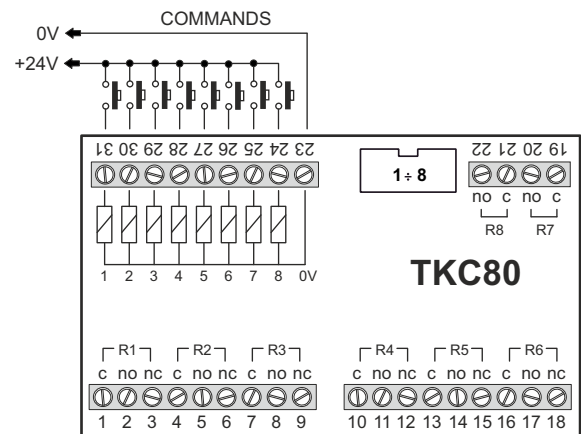 COMMANDS
0V
+24V
31 30 29 28 27 26 25 24 23
22 21 20 19
1 ÷ 8
no c no c
R8 R7
1 2 3 4 5 6 7 8 0V
TKC80
R1 R2 R3 R4 R5 R6
c no nc c no nc c no nc c no nc c no nc c no nc
1 2 3 4 5 6 7 8 9 10 11 12 13 14 15 16 17 18